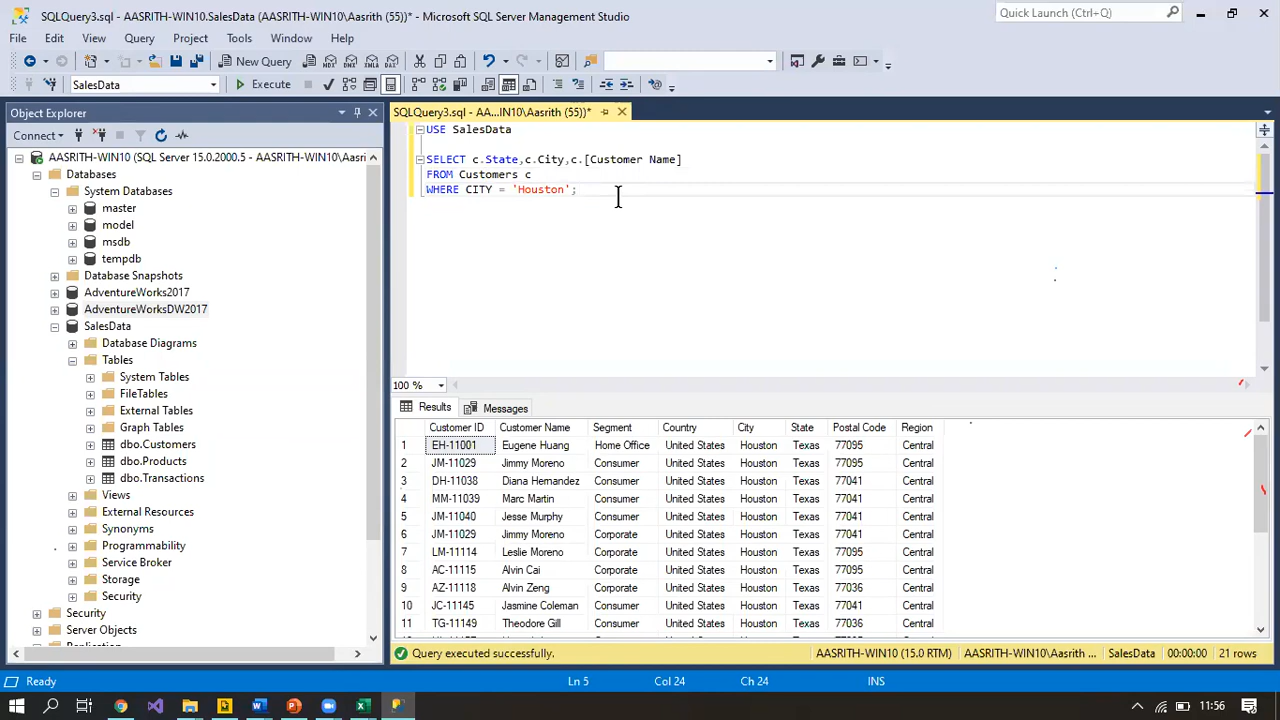 SQLQuery3.sql - AASRITH-WIN10.SalesData (AASRITH-WIN10\Aasrith (55))* - Microsoft SQL Server Management Studio
Quick Launch (Ctrl+Q)
File Edit View Query Project Tools Window Help
New Query
MDX DMX XMLA DAX
SalesData Execute
Object Explorer
SQLQuery3.sql - AA...IN10\Aasrith (55))*
Connect
AASRITH-WIN10 (SQL Server 15.0.2000.5 - AASRITH-WIN10\Aasri
Databases
System Databases
master
model
msdb
tempdb
Database Snapshots
AdventureWorks2017
AdventureWorksDW2017
SalesData
Database Diagrams
Tables
System Tables
FileTables
External Tables
Graph Tables
dbo.Customers
dbo.Products
dbo.Transactions
Views
External Resources
Synonyms
Programmability
Service Broker
Storage
Security
Security
Server Objects
USE SalesData
SELECT c.State,c.City,c.[Customer Name]
FROM Customers c
WHERE CITY = 'Houston';
100 %
Results Messages
Customer ID Customer Name Segment Country City State Postal Code Region
1 EH-11001 Eugene Huang Home Office United States Houston Texas 77095 Central
2 JM-11029 Jimmy Moreno Consumer United States Houston Texas 77095 Central
3 DH-11038 Diana Hernandez Consumer United States Houston Texas 77041 Central
4 MM-11039 Marc Martin Consumer United States Houston Texas 77041 Central
5 JM-11040 Jesse Murphy Consumer United States Houston Texas 77041 Central
6 JM-11029 Jimmy Moreno Corporate United States Houston Texas 77041 Central
7 LM-11114 Leslie Moreno Corporate United States Houston Texas 77095 Central
8 AC-11115 Alvin Cai Corporate United States Houston Texas 77095 Central
9 AZ-11118 Alvin Zeng Corporate United States Houston Texas 77036 Central
10 JC-11145 Jasmine Coleman Consumer United States Houston Texas 77041 Central
11 TG-11149 Theodore Gill Consumer United States Houston Texas 77036 Central
Query executed successfully. AASRITH-WIN10 (15.0 RTM) AASRITH-WIN10\Aasrith ... SalesData 00:00:00 21 rows
Ready Ln 5 Col 24 Ch 24 INS
11:56